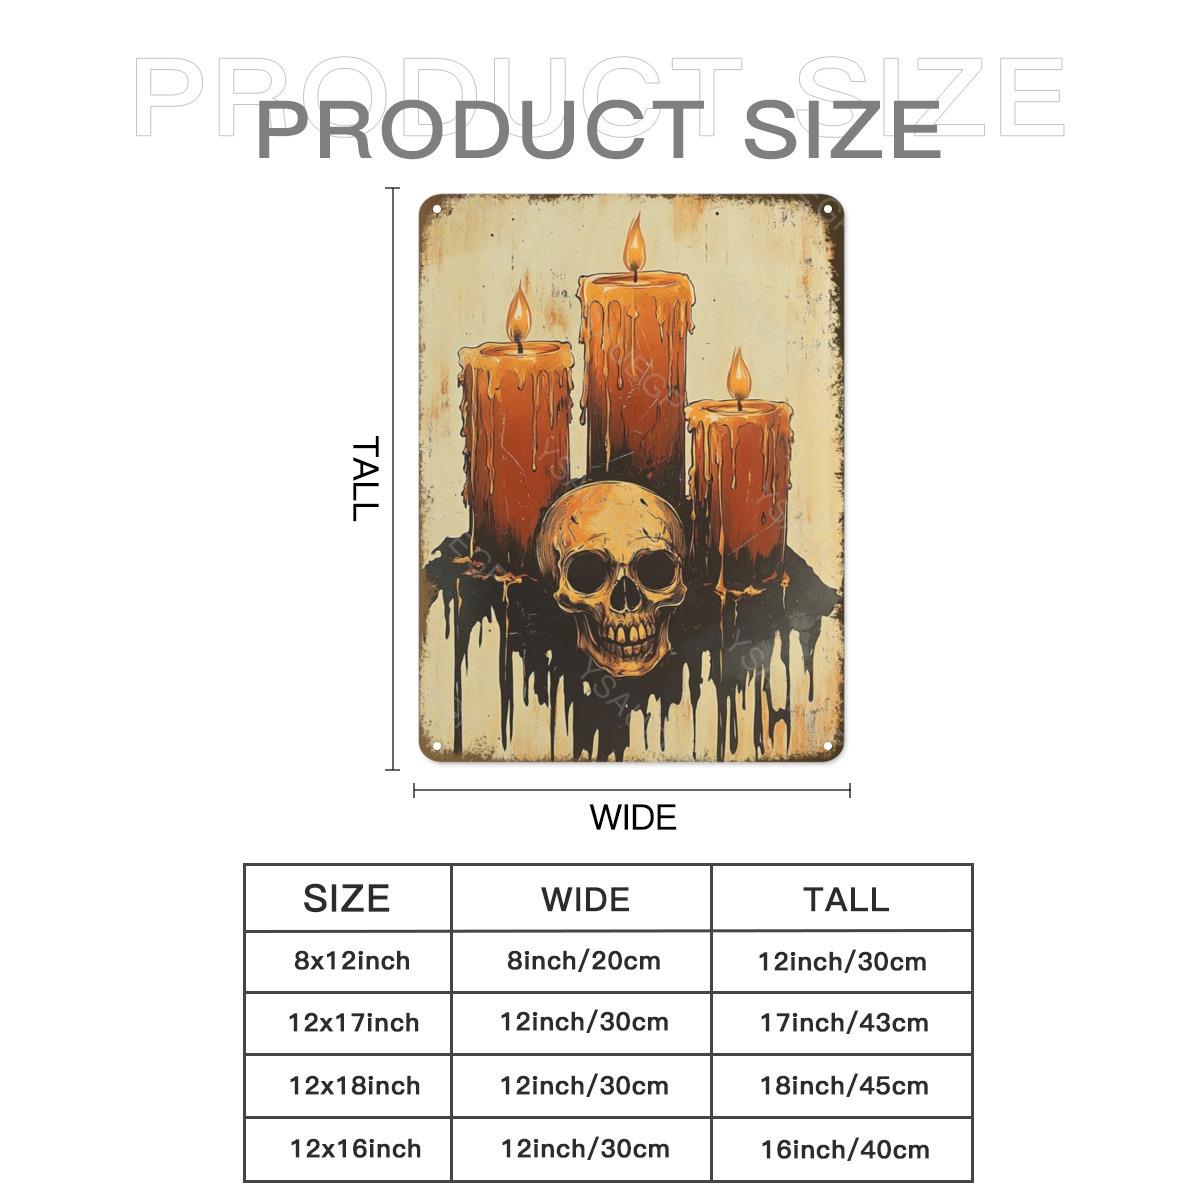 PRODUCT SIZE
PRODUCT SIZE
TALL
WIDE
SIZE WIDE TALL
8x12inch 8inch/20cm 12inch/30cm
12x17inch 12inch/30cm 17inch/43cm
12x18inch 12inch/30cm 18inch/45cm
12x16inch 12inch/30cm 16inch/40cm